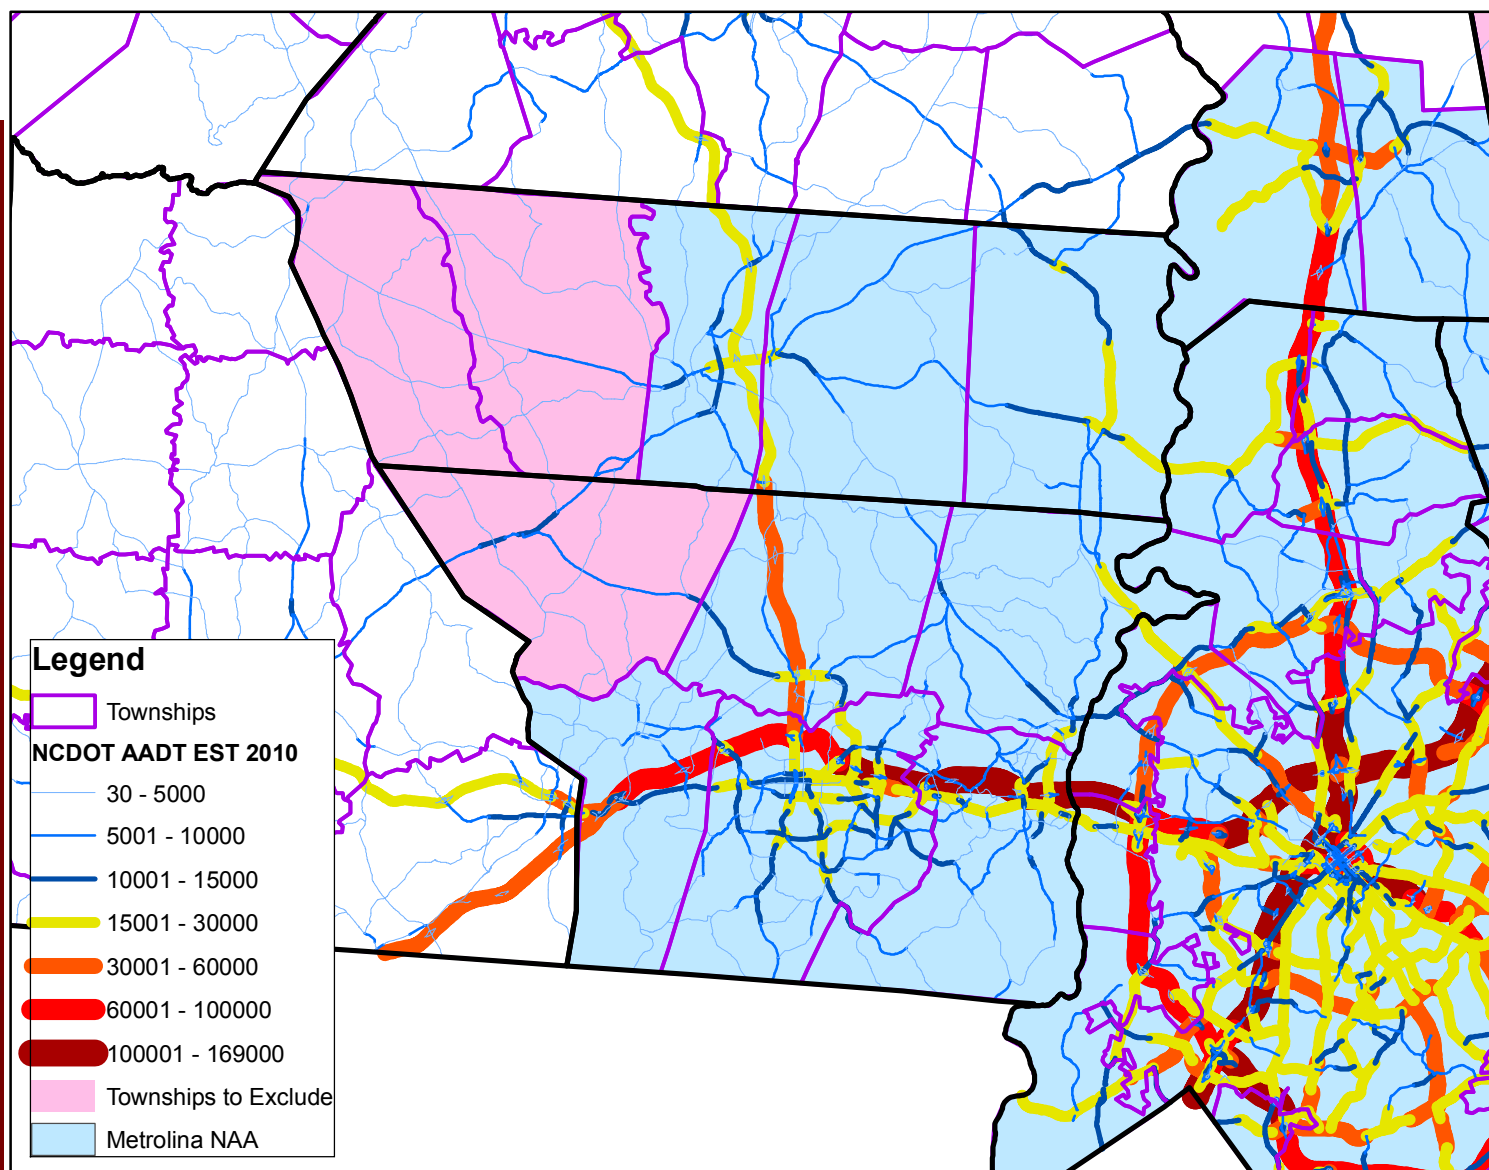 Legend
Townships
NCDOT AADT EST 2010
30 - 5000
5001 - 10000
10001 - 15000
15001 - 30000
30001 - 60000
60001 - 100000
100001 - 169000
Townships to Exclude
Metrolina NAA